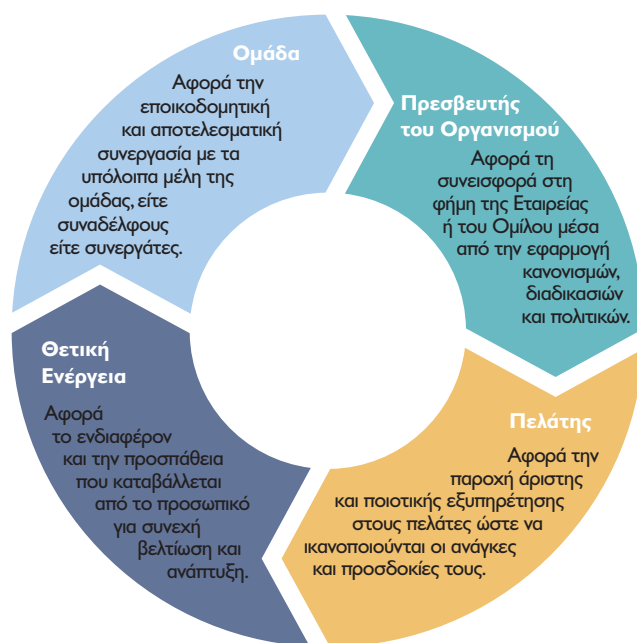 Ομάδα
Αφορά την
εποικοδομητική
και αποτελεσματική
συνεργασία με τα
υπόλοιπα μέλη της
ομάδας, είτε
συναδέλφους
είτε συνεργάτες.
Πρεσβευτής
του Οργανισμού
Αφορά τη
συνεισφορά στη
φήμη της Εταιρείας
ή του Ομίλου μέσα
από την εφαρμογή
κανονισμών,
διαδικασιών
και πολιτικών.
Πελάτης
Αφορά την
παροχή άριστης
και ποιοτικής εξυπηρέτησης
στους πελάτες ώστε να
ικανοποιούνται οι ανάγκες
και προσδοκίες τους.
Θετική
Ενέργεια
Αφορά
το ενδιαφέρον
και την προσπάθεια
που καταβάλλεται
από το προσωπικό
για συνεχή
βελτίωση και
ανάπτυξη.